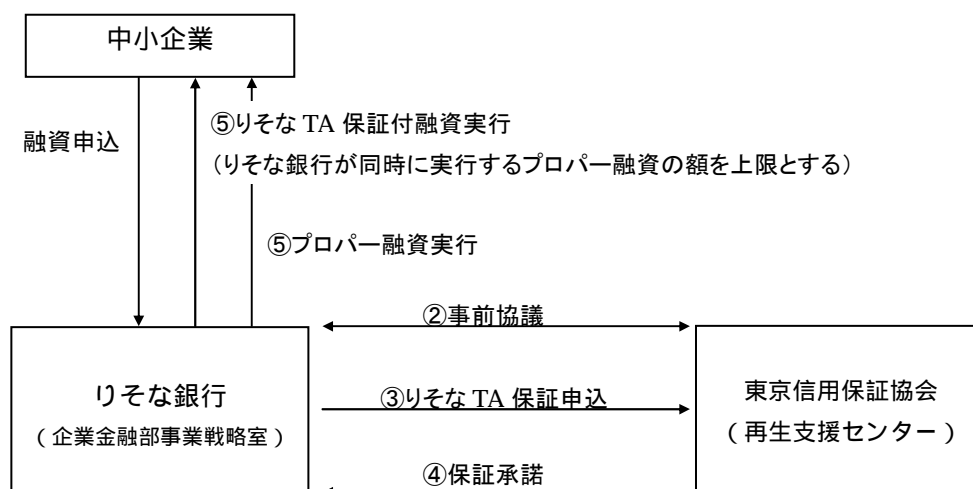 中小企業
融資申込
⑤りそな TA 保証付融資実行
（りそな銀行が同時に実行するプロパー融資の額を上限とする）
⑤プロパー融資実行
②事前協議
りそな銀行
（企業金融部事業戦略室）
③りそな TA 保証申込
東京信用保証協会
（再生支援センター）
④保証承諾